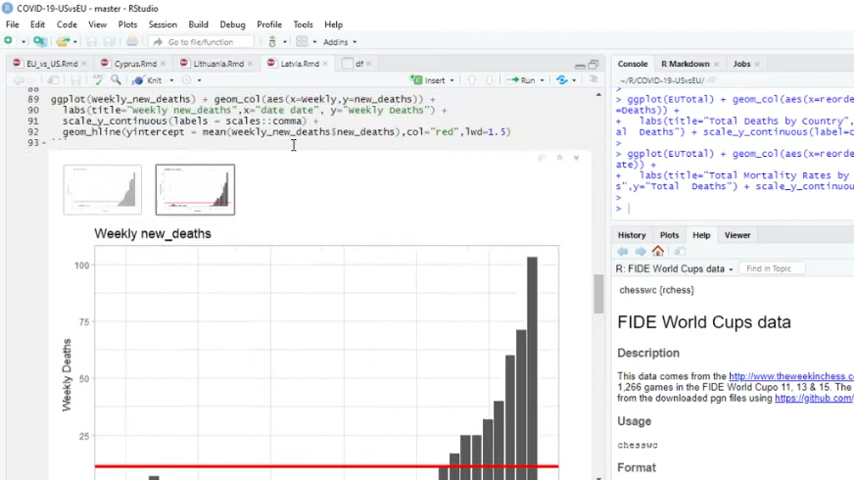 COVID-19-USvsEU - master - RStudio
File Edit Code View Plots Session Build Debug Profile Tools Help
Go to file/function Addins
EU_vs_EU.Rmd Cyprus.Rmd Lithuania.Rmd Latvia.Rmd df
Knit Insert Run
89 ggplot(Weekly_new_deaths) + geom_col(aes(x=Weekly,y=new_deaths)) +
90 labs(title="Weekly new_deaths",x="date date", y="Weekly Deaths") +
91 scale_y_continuous(labels = scales::comma) +
92 geom_hline(yintercept = mean(weekly_new_deaths$new_deaths),col="red",lwd=1.5)
93 ```
Weekly new_deaths
100
75
50
25
Weekly Deaths
Console R Markdown Jobs
~/R/COVID-19-USvsEU/
> ggplot(EUTotal) + geom_col(aes(x=reorde
+ labs(title="Total Deaths by Country",
al Deaths") + scale_y_continuous(label=c
>
> ggplot(EUTotal) + geom_col(aes(x=reorde
ate)) +
+ labs(title="Total Mortality Rates by
s",y="Total Deaths") + scale_y_continuou
>
>
History Plots Help Viewer
R: FIDE World Cups data Find in Topic
chesswc {rchess}
FIDE World Cups data
Description
This data comes from the http://www.theweekinchess.c
1,266 games in the FIDE World Cupo 11, 13 & 15. The
from the downloaded pgn files using https://github.com/
Usage
chesswc
Format